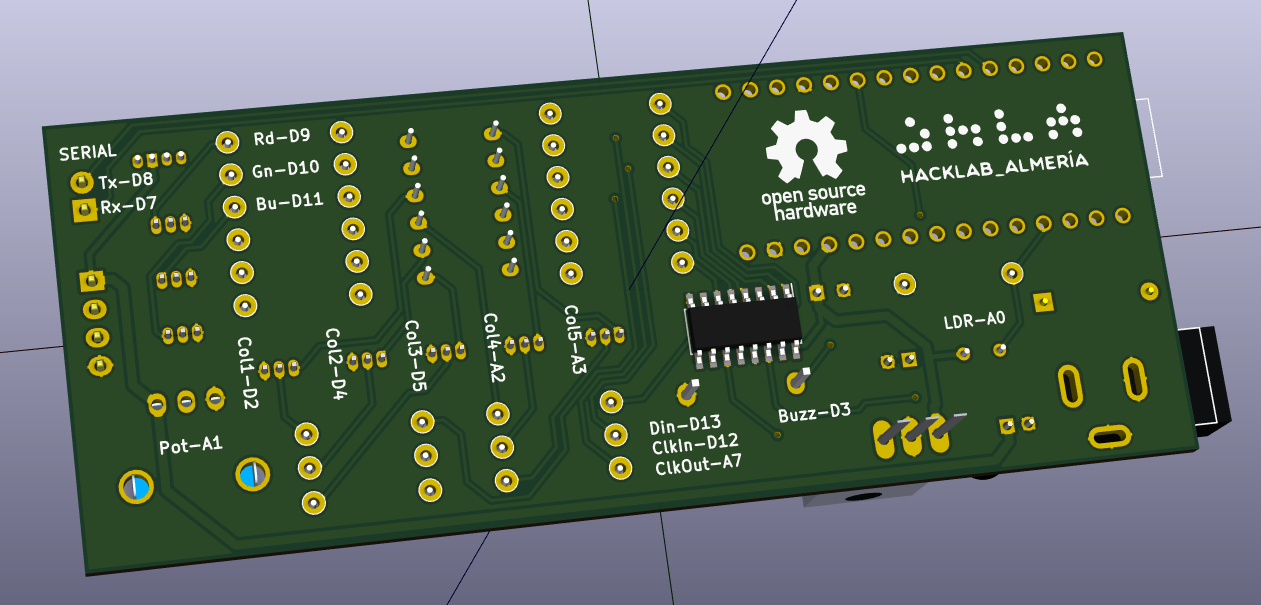 SERIAL
Tx-D8
Rx-D7
Rd-D9
Gn-D10
Bu-D11
open source
hardware
HACKLAB_ALMERÍA
Col1-D2
Col2-D4
Col3-D5
Col4-A2
Col5-A3
LDR-A0
Buzz-D3
Din-D13
ClkIn-D12
ClkOut-A7
Pot-A1